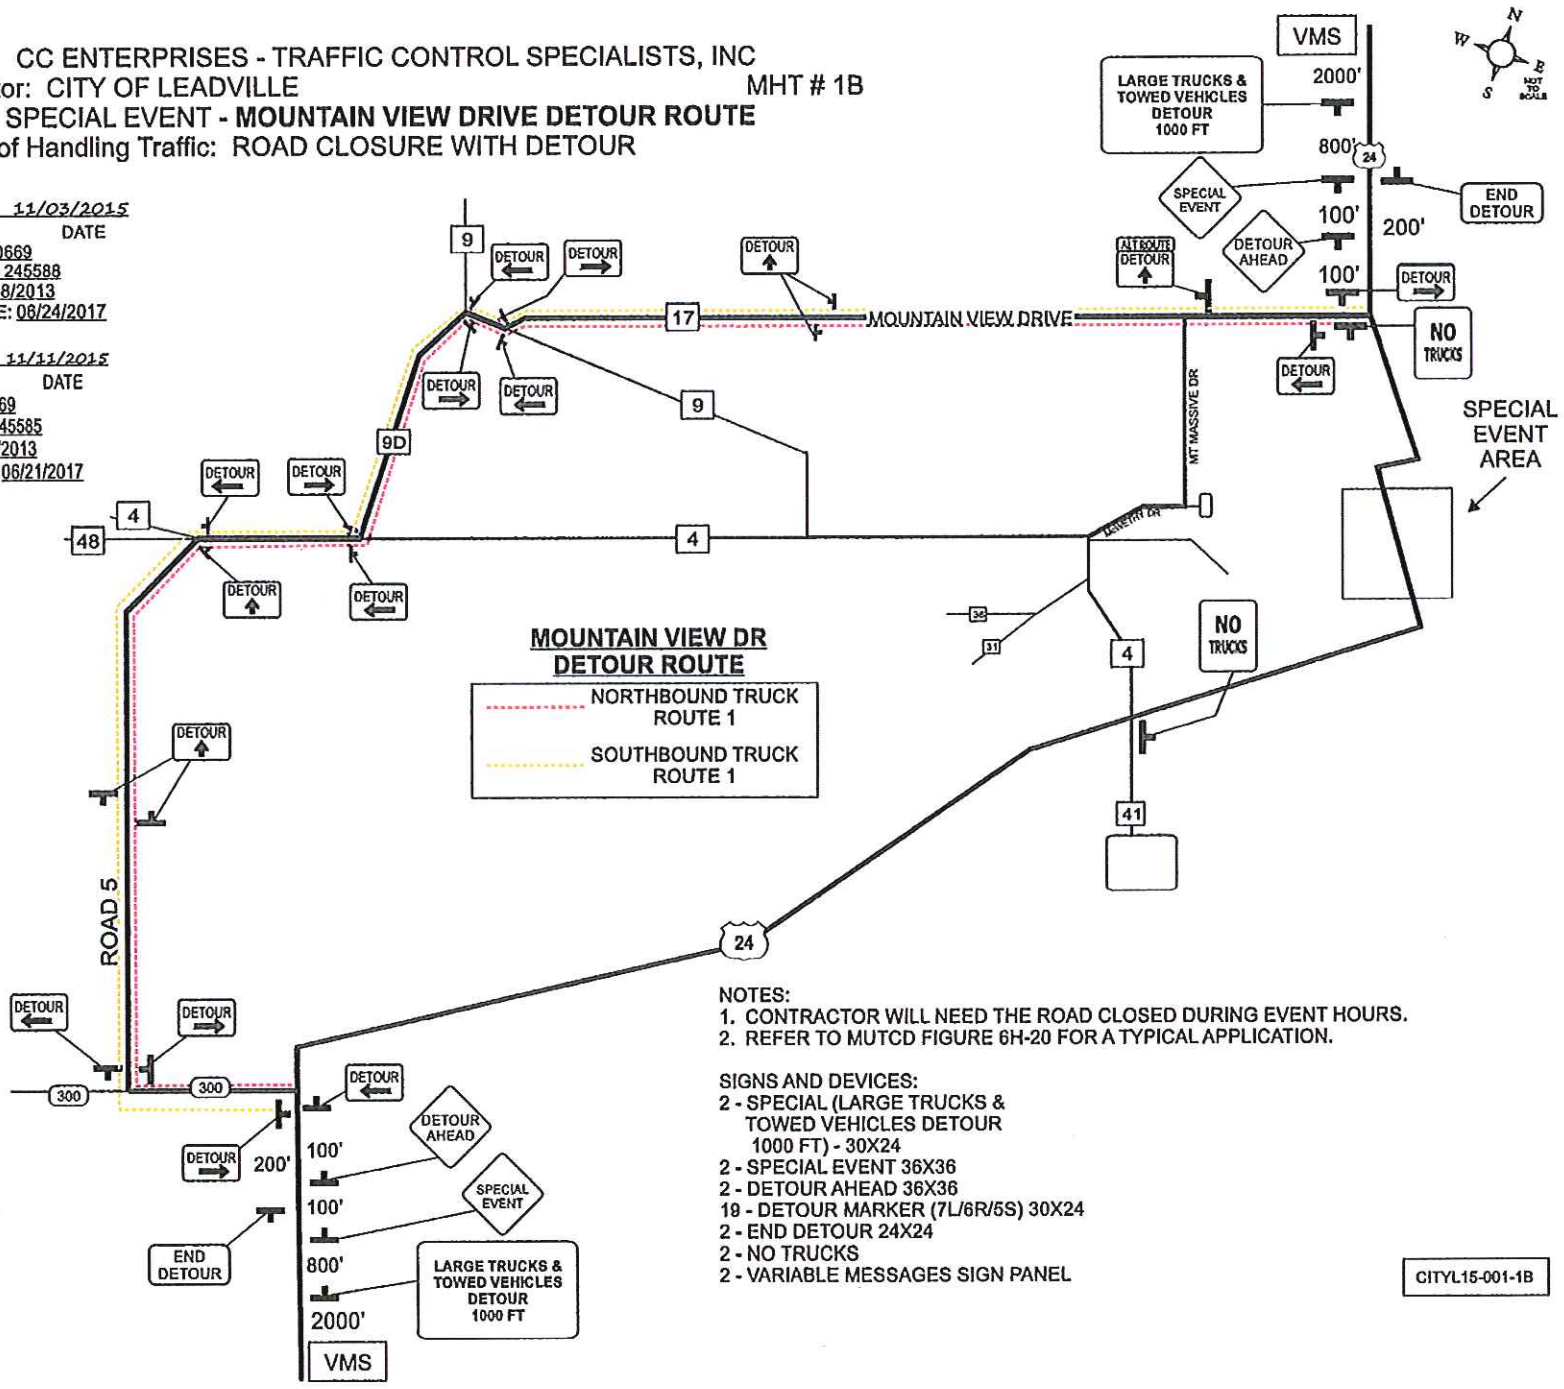 CC ENTERPRISES - TRAFFIC CONTROL SPECIALISTS, INC
tor: CITY OF LEADVILLE
MHT # 1B
SPECIAL EVENT - MOUNTAIN VIEW DRIVE DETOUR ROUTE
of Handling Traffic: ROAD CLOSURE WITH DETOUR
11/03/2015
DATE
0669
245588
8/2013
E: 06/24/2017
11/11/2015
DATE
69
45585
/2013
06/21/2017
VMS
2000'
LARGE TRUCKS &
TOWED VEHICLES
DETOUR
1000 FT
800'
24
SPECIAL
EVENT
END
DETOUR
100'
200'
DETOUR
AHEAD
100'
DETOUR
N
W
E
S
NOT
TO
SCALE
9
DETOUR
DETOUR
DETOUR
ALT ROUTE
DETOUR
17
MOUNTAIN VIEW DRIVE
NO
TRUCKS
DETOUR
DETOUR
DETOUR
9
MT MASSIVE DR
SPECIAL
EVENT
AREA
9D
DETOUR
DETOUR
4
48
4
DETOUR
DETOUR
36
31
4
NO
TRUCKS
MOUNTAIN VIEW DR
DETOUR ROUTE
NORTHBOUND TRUCK
ROUTE 1
SOUTHBOUND TRUCK
ROUTE 1
DETOUR
41
ROAD 5
24
DETOUR
DETOUR
300
300
DETOUR
DETOUR
AHEAD
DETOUR
200'
100'
SPECIAL
EVENT
100'
END
DETOUR
800'
LARGE TRUCKS &
TOWED VEHICLES
DETOUR
1000 FT
2000'
VMS
NOTES:
1. CONTRACTOR WILL NEED THE ROAD CLOSED DURING EVENT HOURS.
2. REFER TO MUTCD FIGURE 6H-20 FOR A TYPICAL APPLICATION.
SIGNS AND DEVICES:
2 - SPECIAL (LARGE TRUCKS &
TOWED VEHICLES DETOUR
1000 FT) - 30X24
2 - SPECIAL EVENT 36X36
2 - DETOUR AHEAD 36X36
19 - DETOUR MARKER (7L/6R/5S) 30X24
2 - END DETOUR 24X24
2 - NO TRUCKS
2 - VARIABLE MESSAGES SIGN PANEL
CITYL15-001-1B